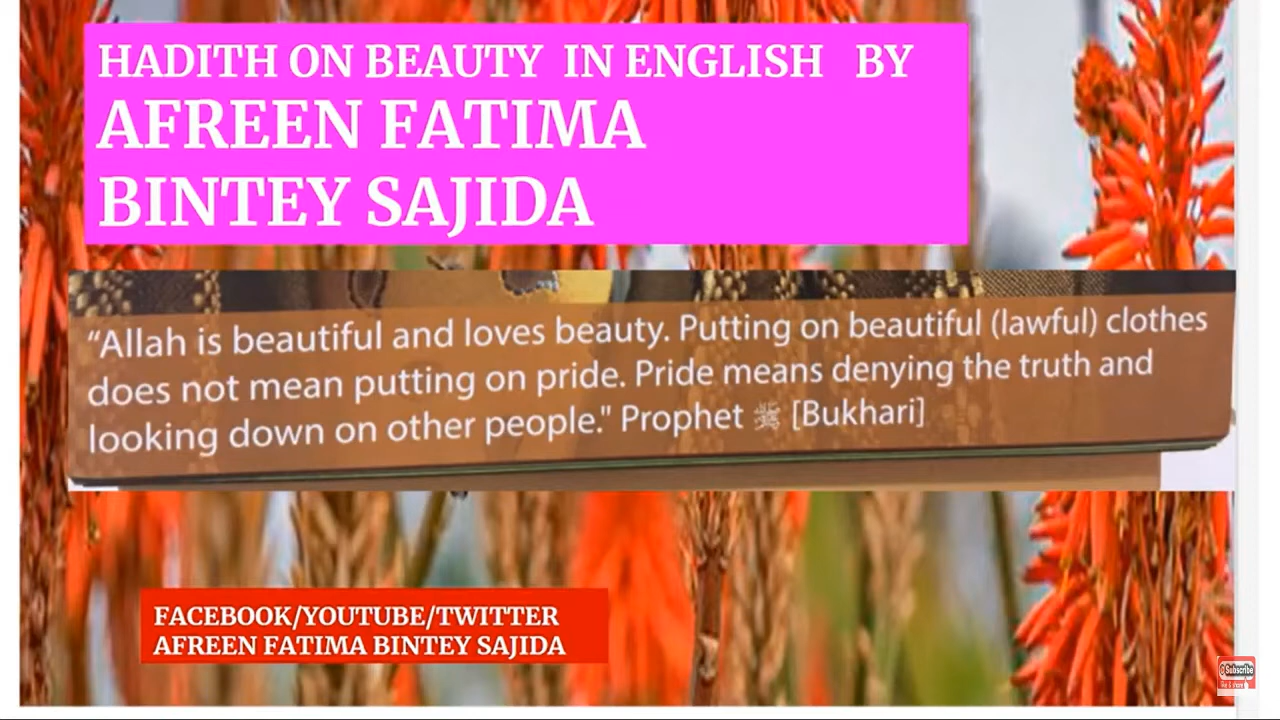 HADITH ON BEAUTY IN ENGLISH BY
AFREEN FATIMA
BINTEY SAJIDA
“Allah is beautiful and loves beauty. Putting on beautiful (lawful) clothes
does not mean putting on pride. Pride means denying the truth and
looking down on other people." Prophet ﷺ [Bukhari]
FACEBOOK/YOUTUBE/TWITTER
AFREEN FATIMA BINTEY SAJIDA
Subscribe
like & share